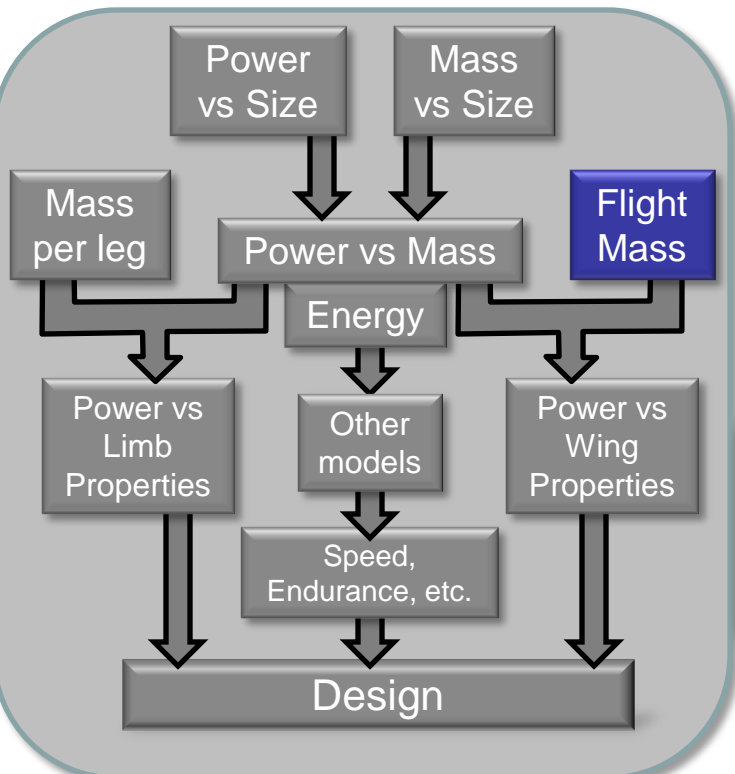 Power
vs Size
Mass
vs Size
Mass
per leg
Power vs Mass
Flight
Mass
Energy
Power vs
Limb
Properties
Other
models
Power vs
Wing
Properties
Speed,
Endurance, etc.
Design